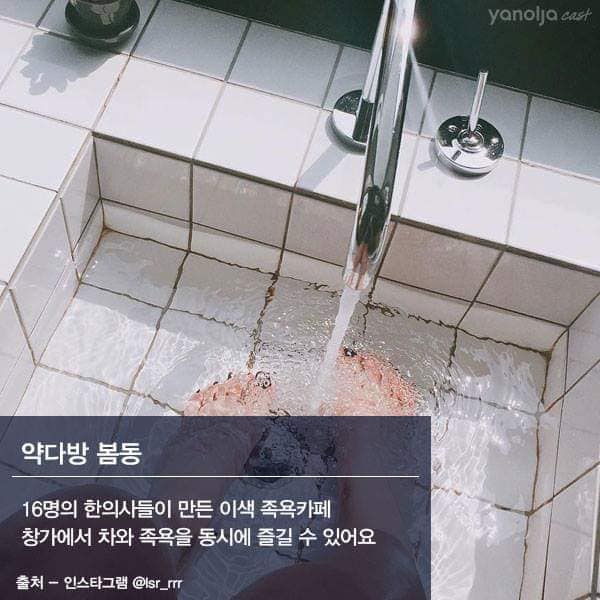 yanolja cast
약다방 봄동
16명의 한의사들이 만든 이색 족욕카페
창가에서 차와 족욕을 동시에 즐길 수 있어요
출처 - 인스타그램 @lsr_rrr